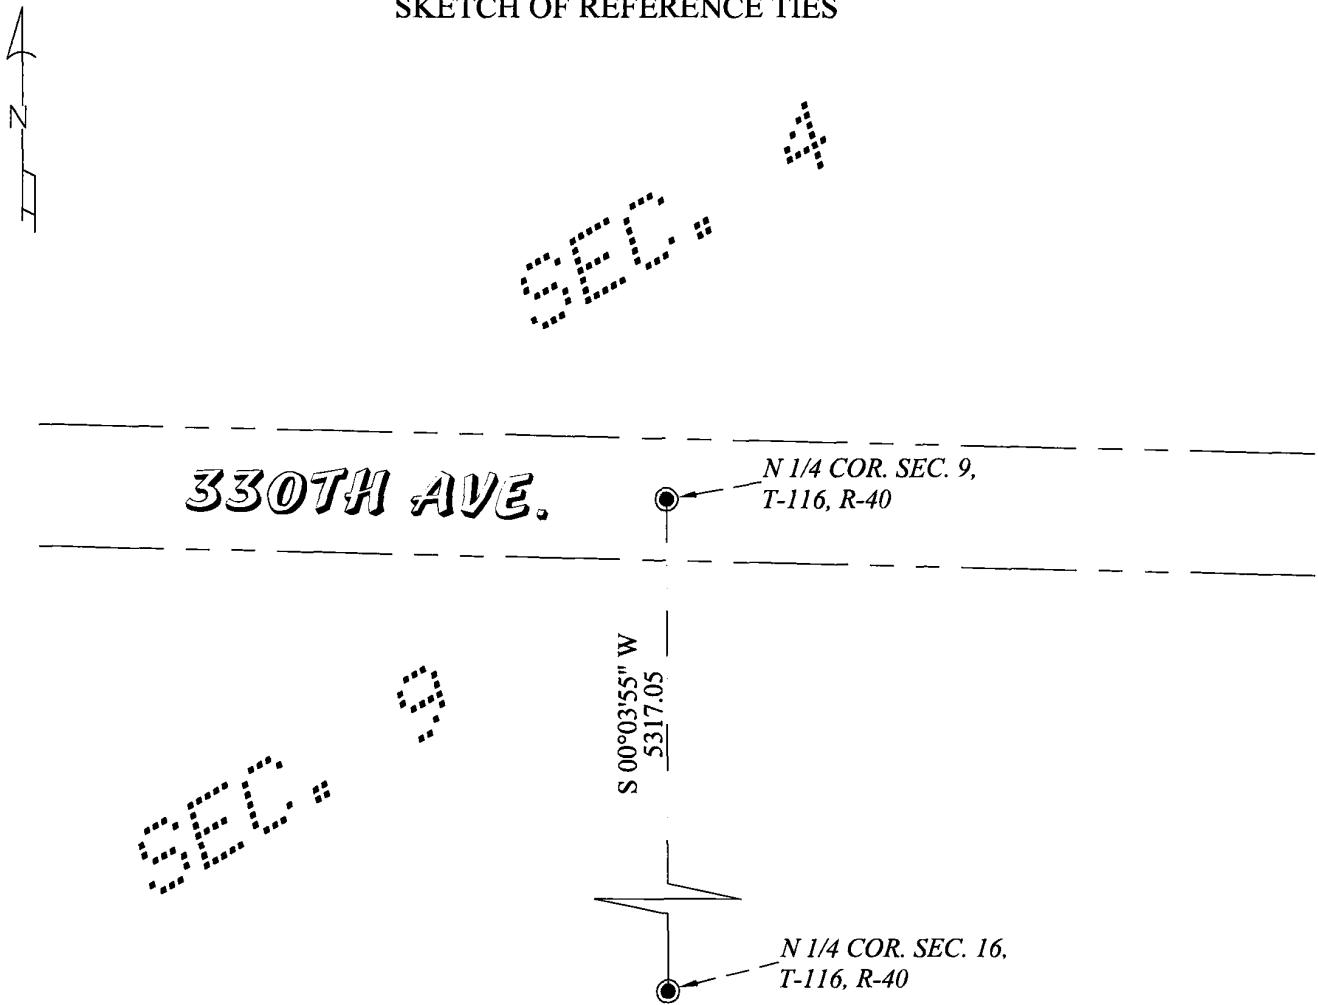 SKETCH OF REFERENCE TIES
N
SEC. 4
330TH AVE.
N 1/4 COR. SEC. 9,
T-116, R-40
S 00°03'55" W
5317.05
SEC. 9
N 1/4 COR. SEC. 16,
T-116, R-40